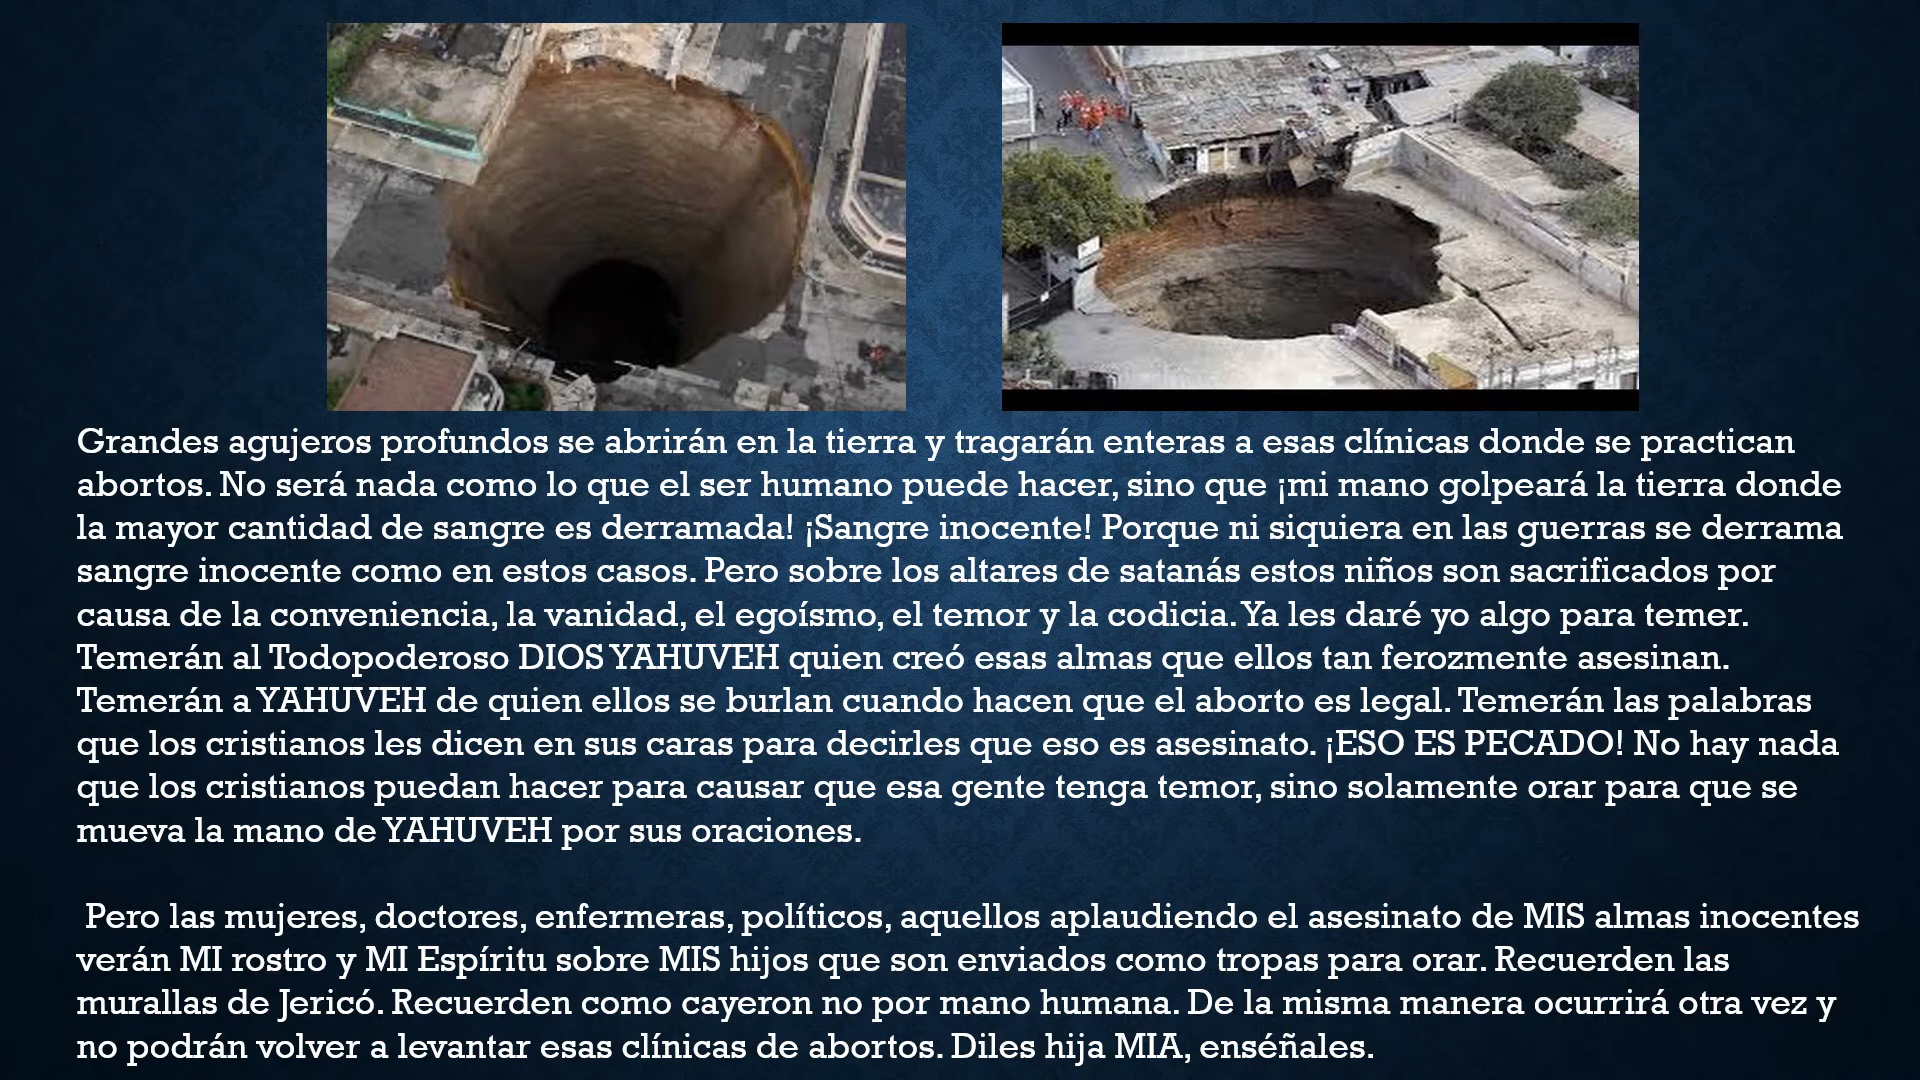 Grandes agujeros profundos se abrirán en la tierra y tragarán enteras a esas clínicas donde se practican
abortos. No será nada como lo que el ser humano puede hacer, sino que ¡mi mano golpeará la tierra donde
la mayor cantidad de sangre es derramada! ¡Sangre inocente! Porque ni siquiera en las guerras se derrama
sangre inocente como en estos casos. Pero sobre los altares de satanás estos niños son sacrificados por
causa de la conveniencia, la vanidad, el egoísmo, el temor y la codicia. Ya les daré yo algo para temer.
Temerán al Todopoderoso DIOS YAHUVEH quien creó esas almas que ellos tan ferozmente asesinan.
Temerán a YAHUVEH de quien ellos se burlan cuando hacen que el aborto es legal. Temerán las palabras
que los cristianos les dicen en sus caras para decirles que eso es asesinato. ¡ESO ES PECADO! No hay nada
que los cristianos puedan hacer para causar que esa gente tenga temor, sino solamente orar para que se
mueva la mano de YAHUVEH por sus oraciones.
Pero las mujeres, doctores, enfermeras, políticos, aquellos aplaudiendo el asesinato de MIS almas inocentes
verán MI rostro y MI Espíritu sobre MIS hijos que son enviados como tropas para orar. Recuerden las
murallas de Jericó. Recuerden como cayeron no por mano humana. De la misma manera ocurrirá otra vez y
no podrán volver a levantar esas clínicas de abortos. Diles hija MIA, enséñales.